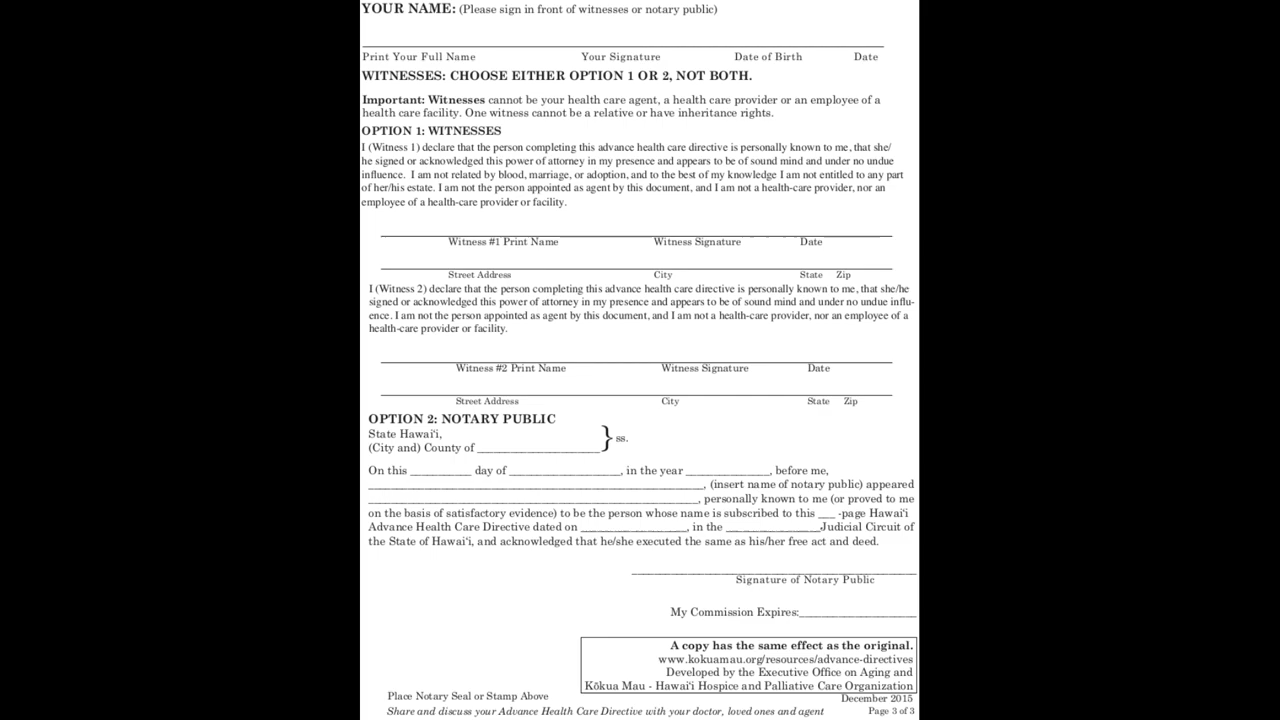 YOUR NAME: (Please sign in front of witnesses or notary public)
Print Your Full Name Your Signature Date of Birth Date
WITNESSES: CHOOSE EITHER OPTION 1 OR 2, NOT BOTH.
Important: Witnesses cannot be your health care agent, a health care provider or an employee of a
health care facility. One witness cannot be a relative or have inheritance rights.
OPTION 1: WITNESSES
I (Witness 1) declare that the person completing this advance health care directive is personally known to me, that she/
he signed or acknowledged this power of attorney in my presence and appears to be of sound mind and under no undue
influence. I am not related by blood, marriage, or adoption, and to the best of my knowledge I am not entitled to any part
of her/his estate. I am not the person appointed as agent by this document, and I am not a health-care provider, nor an
employee of a health-care provider or facility.
Witness #1 Print Name Witness Signature Date
Street Address City State Zip
I (Witness 2) declare that the person completing this advance health care directive is personally known to me, that she/he
signed or acknowledged this power of attorney in my presence and appears to be of sound mind and under no undue influ-
ence. I am not the person appointed as agent by this document, and I am not a health-care provider, nor an employee of a
health-care provider or facility.
Witness #2 Print Name Witness Signature Date
Street Address City State Zip
OPTION 2: NOTARY PUBLIC
State Hawai‘i,
(City and) County of ____________________ } ss.
On this __________ day of __________________, in the year ______________, before me,
______________________________________________________, (insert name of notary public) appeared
_____________________________________________________, personally known to me (or proved to me
on the basis of satisfactory evidence) to be the person whose name is subscribed to this ___ -page Hawai‘i
Advance Health Care Directive dated on _________________, in the _______________Judicial Circuit of
the State of Hawai‘i, and acknowledged that he/she executed the same as his/her free act and deed.
Signature of Notary Public
My Commission Expires:___________________
A copy has the same effect as the original.
www.kokuamau.org/resources/advance-directives
Developed by the Executive Office on Aging and
Kōkua Mau - Hawai‘i Hospice and Palliative Care Organization
Place Notary Seal or Stamp Above December 2015
Share and discuss your Advance Health Care Directive with your doctor, loved ones and agent Page 3 of 3